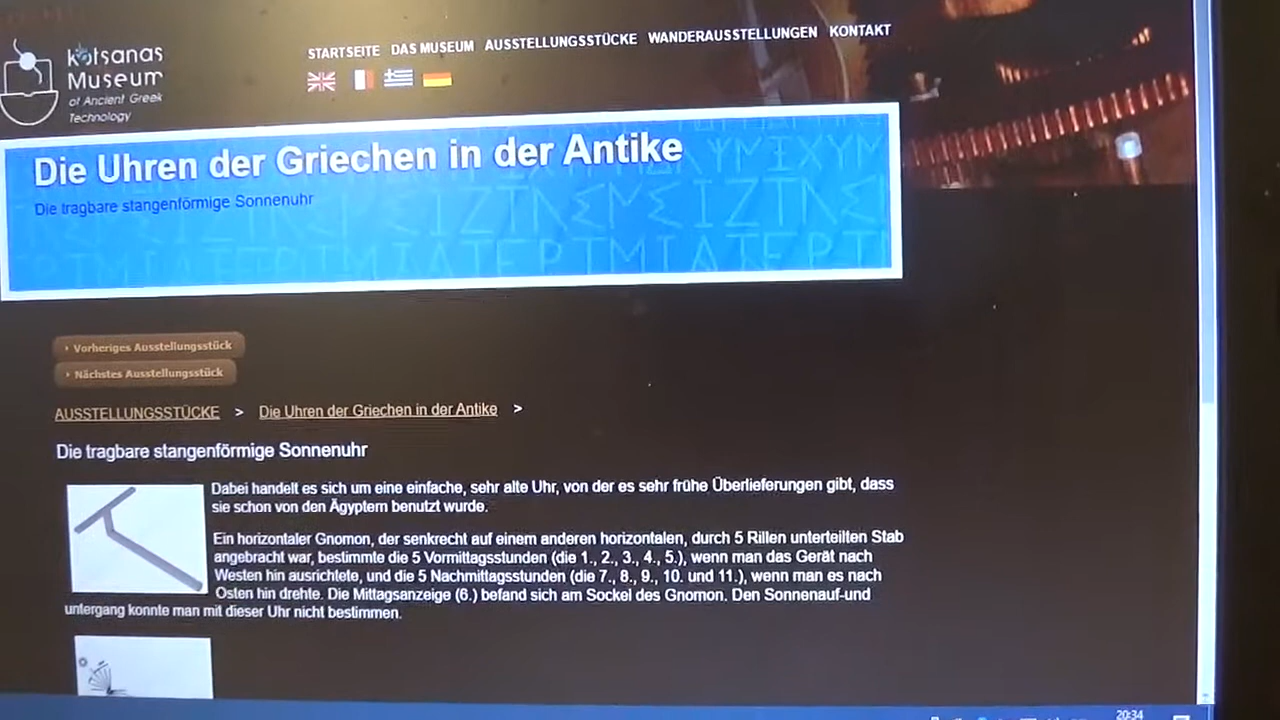 kotsanas
Museum
of Ancient Greek
Technology
STARTSEITE DAS MUSEUM AUSSTELLUNGSSTÜCKE WANDERAUSSTELLUNGEN KONTAKT
Die Uhren der Griechen in der Antike
Die tragbare stangenförmige Sonnenuhr
Vorheriges Ausstellungsstück
Nächstes Ausstellungsstück
AUSSTELLUNGSSTÜCKE > Die Uhren der Griechen in der Antike >
Die tragbare stangenförmige Sonnenuhr
Dabei handelt es sich um eine einfache, sehr alte Uhr, von der es sehr frühe Überlieferungen gibt, dass
sie schon von den Ägyptern benutzt wurde.
Ein horizontaler Gnomon, der senkrecht auf einem anderen horizontalen, durch 5 Rillen unterteilten Stab
angebracht war, bestimmte die 5 Vormittagsstunden (die 1., 2., 3., 4., 5.), wenn man das Gerät nach
Westen hin ausrichtete, und die 5 Nachmittagsstunden (die 7., 8., 9., 10. und 11.), wenn man es nach
Osten hin drehte. Die Mittagsanzeige (6.) befand sich am Sockel des Gnomon. Den Sonnenauf-und
untergang konnte man mit dieser Uhr nicht bestimmen.
20:34